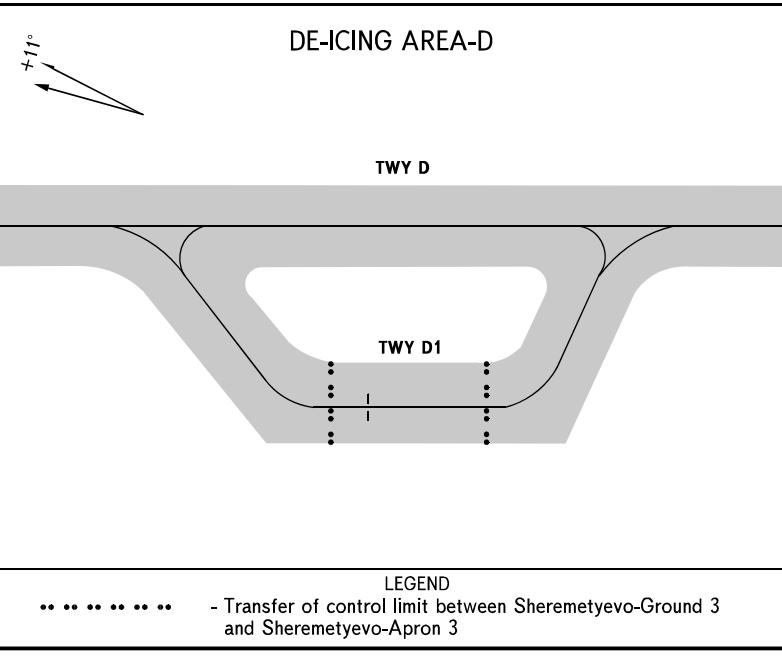 DE-ICING AREA-D
+11°
TWY D
TWY D1
LEGEND
- Transfer of control limit between Sheremetyevo-Ground 3
and Sheremetyevo-Apron 3